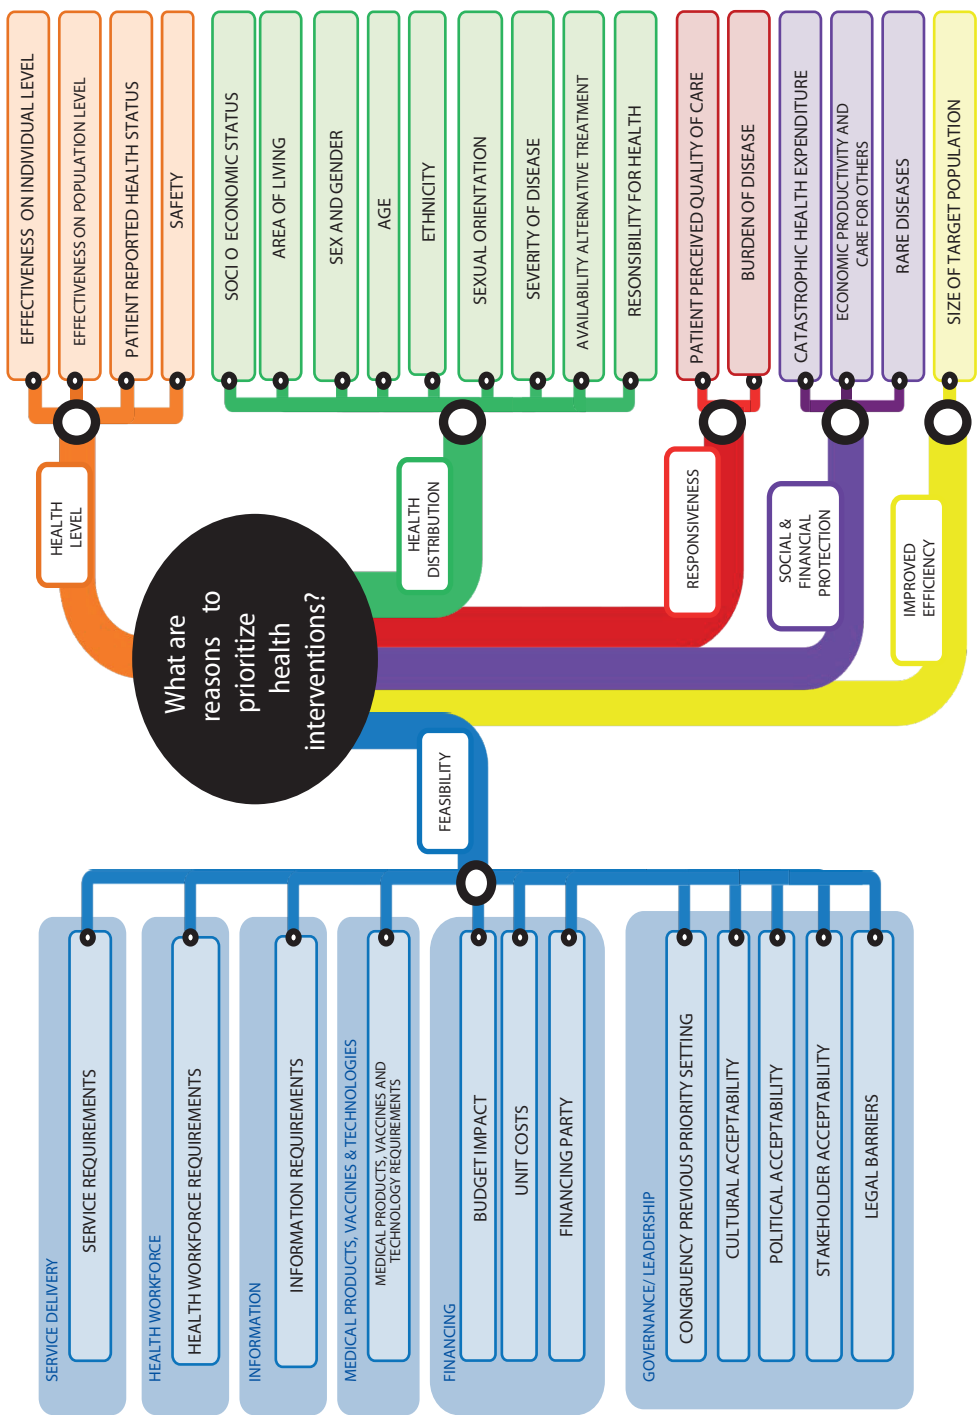 What are
reasons to
prioritize
health
interventions?
HEALTH
LEVEL
EFFECTIVENESS ON INDIVIDUAL LEVEL
EFFECTIVENESS ON POPULATION LEVEL
PATIENT REPORTED HEALTH STATUS
SAFETY
HEALTH
DISTRIBUTION
SOCI O ECONOMIC STATUS
AREA OF LIVING
SEX AND GENDER
AGE
ETHNICITY
SEXUAL ORIENTATION
SEVERITY OF DISEASE
AVAILABILITY ALTERNATIVE TREATMENT
RESONSIBILITY FOR HEALTH
RESPONSIVENESS
PATIENT PERCEIVED QUALITY OF CARE
BURDEN OF DISEASE
SOCIAL &
FINANCIAL
PROTECTION
CATASTROPHIC HEALTH EXPENDITURE
ECONOMIC PRODUCTIVITY AND
CARE FOR OTHERS
RARE DISEASES
IMPROVED
EFFICIENCY
SIZE OF TARGET POPULATION
FEASIBILITY
SERVICE DELIVERY
SERVICE REQUIREMENTS
HEALTH WORKFORCE
HEALTH WORKFORCE REQUIREMENTS
INFORMATION
INFORMATION REQUIREMENTS
MEDICAL PRODUCTS, VACCINES & TECHNOLOGIES
MEDICAL PRODUCTS, VACCINES AND
TECHNOLOGY REQUIREMENTS
FINANCING
BUDGET IMPACT
UNIT COSTS
FINANCING PARTY
GOVERNANCE/ LEADERSHIP
CONGRUENCY PREVIOUS PRIORITY SETTING
CULTURAL ACCEPTABILITY
POLITICAL ACCEPTABILITY
STAKEHOLDER ACCEPTABILITY
LEGAL BARRIERS